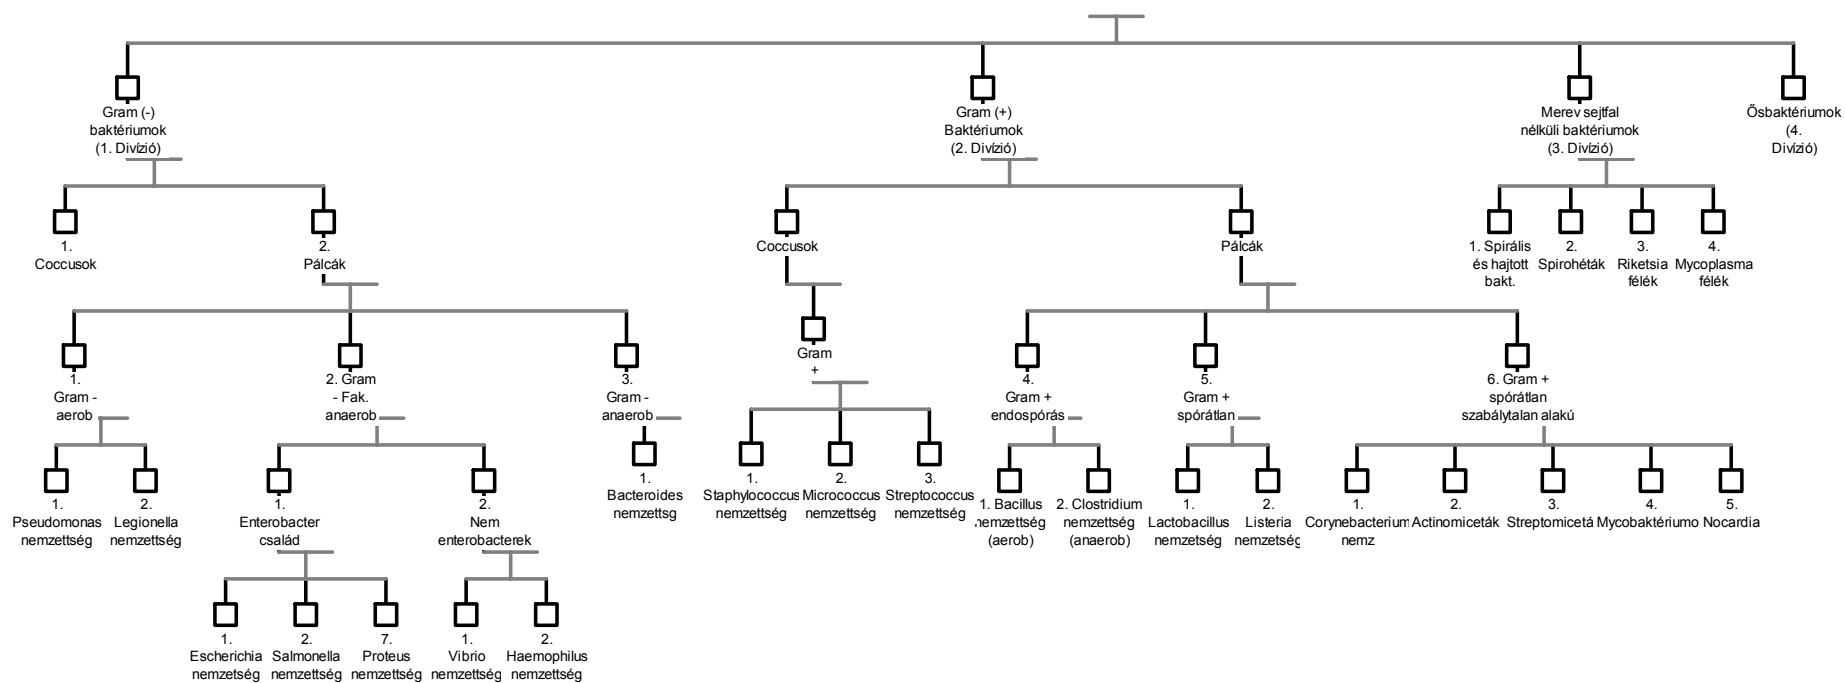 Gram (-)
baktériumok
(1. Divízió)
Gram (+)
Baktériumok
(2. Divízió)
Merev sejtfal
nélküli baktériumok
(3. Divízió)
Ősbaktériumok
(4.
Divízió)
1.
Coccusok
2.
Pálcák
Coccusok
Pálcák
1. Spirális
és hajtott
bakt.
2.
Spirohéták
3.
Riketsia
félék
4.
Mycoplasma
félék
1.
Gram -
aerob
2. Gram
- Fak.
anaerob
3.
Gram -
anaerob
Gram
+
4.
Gram +
endospórás
5.
Gram +
spórátlan
6. Gram +
spórátlan
szabálytalan alakú
1.
Pseudomonas
nemzettség
2.
Legionella
nemzettség
1.
Enterobacter
család
2.
Nem
enterobacterek
1.
Bacteroides
nemzettsg
1.
Staphylococcus
nemzettség
2.
Micrococcus
nemzettség
3.
Streptococcus
nemzettség
1. Bacillus
nemzettség
(aerob)
2. Clostridium
nemzettség
(anaerob)
1.
Lactobacillus
nemzettség
2.
Listeria
nemzetség
1.
Corynebacterium
nemz
2.
Actinomiceták
3.
Streptomicetá
4.
Mycobaktériumo
5.
Nocardia
1.
Escherichia
nemzetség
2.
Salmonella
nemzettség
7.
Proteus
nemzettség
1.
Vibrio
nemzettség
2.
Haemophilus
nemzettség